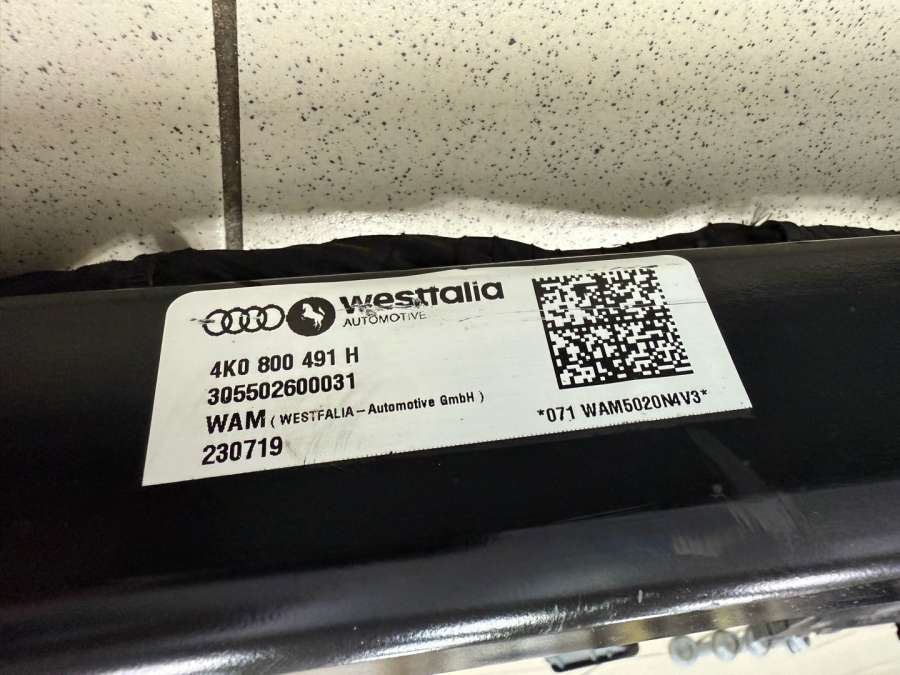 westfalia
AUTOMOTIVE
4K0 800 491 H
305502600031
WAM ( WESTFALIA - Automotive GmbH )
230719
*071 WAM5020N4V3*